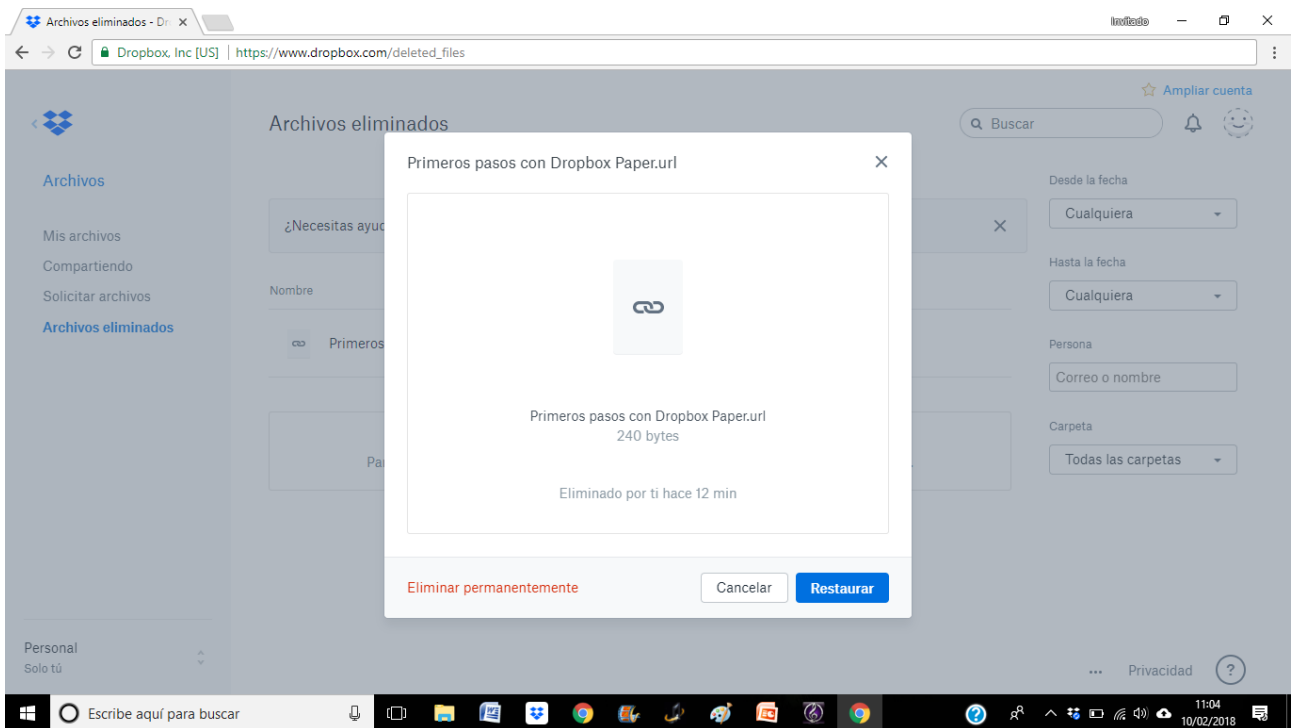 Archivos eliminados - Dr
Invitado
Dropbox, Inc [US] | https://www.dropbox.com/deleted_files
Ampliar cuenta
Archivos eliminados
Buscar
Archivos
Mis archivos
Compartiendo
Solicitar archivos
Archivos eliminados
¿Necesitas ayud
Nombre
Primeros
Primeros pasos con Dropbox Paper.url
Primeros pasos con Dropbox Paper.url
240 bytes
Eliminado por ti hace 12 min
Eliminar permanentemente
Cancelar
Restaurar
Desde la fecha
Cualquiera
Hasta la fecha
Cualquiera
Persona
Correo o nombre
Carpeta
Todas las carpetas
Personal
Solo tú
Privacidad
?
Escribe aquí para buscar
11:04
10/02/2018